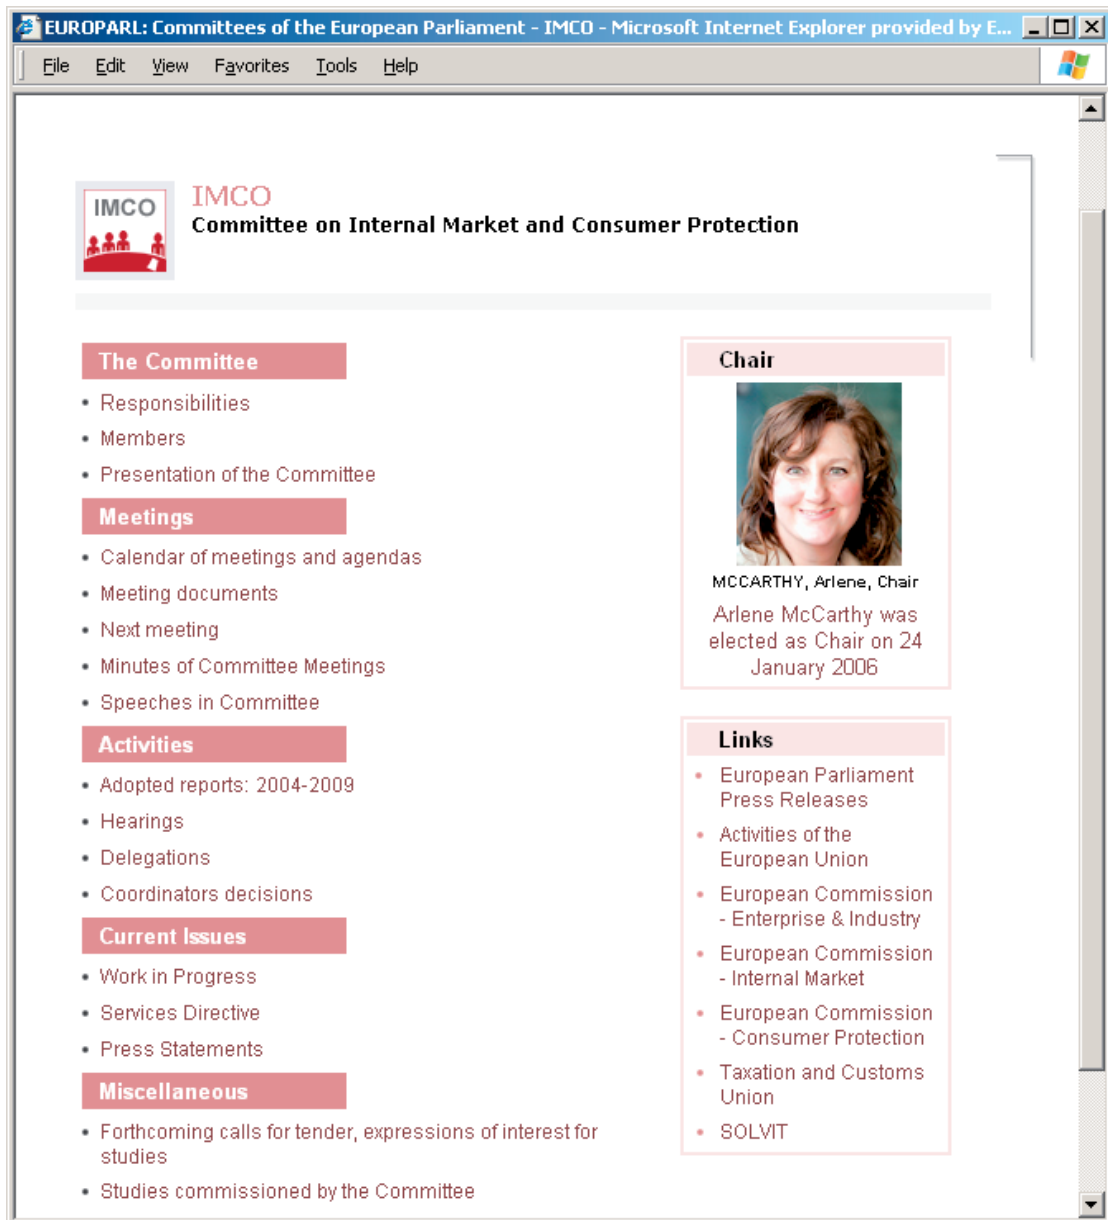 EUROPARL: Committees of the European Parliament - IMCO - Microsoft Internet Explorer provided by E...
File Edit View Favorites Tools Help
IMCO
IMCO
Committee on Internal Market and Consumer Protection
The Committee
Responsibilities
Members
Presentation of the Committee
Meetings
Calendar of meetings and agendas
Meeting documents
Next meeting
Minutes of Committee Meetings
Speeches in Committee
Activities
Adopted reports: 2004-2009
Hearings
Delegations
Coordinators decisions
Current Issues
Work in Progress
Services Directive
Press Statements
Miscellaneous
Forthcoming calls for tender, expressions of interest for
studies
Studies commissioned by the Committee
Chair
MCCARTHY, Arlene, Chair
Arlene McCarthy was
elected as Chair on 24
January 2006
Links
European Parliament
Press Releases
Activities of the
European Union
European Commission
- Enterprise & Industry
European Commission
- Internal Market
European Commission
- Consumer Protection
Taxation and Customs
Union
SOLVIT